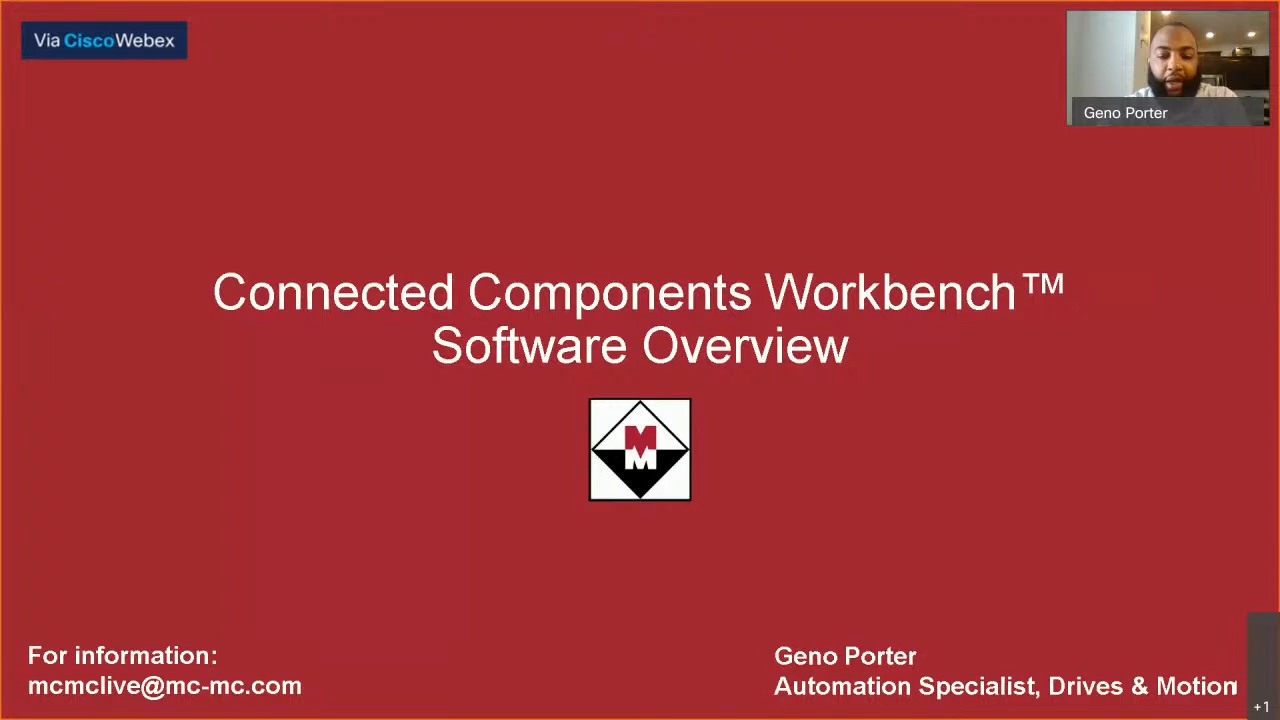 Via CiscoWebex
Geno Porter
Connected Components Workbench™
Software Overview
M
M
For information:
mcmclive@mc-mc.com
Geno Porter
Automation Specialist, Drives & Motion
+1